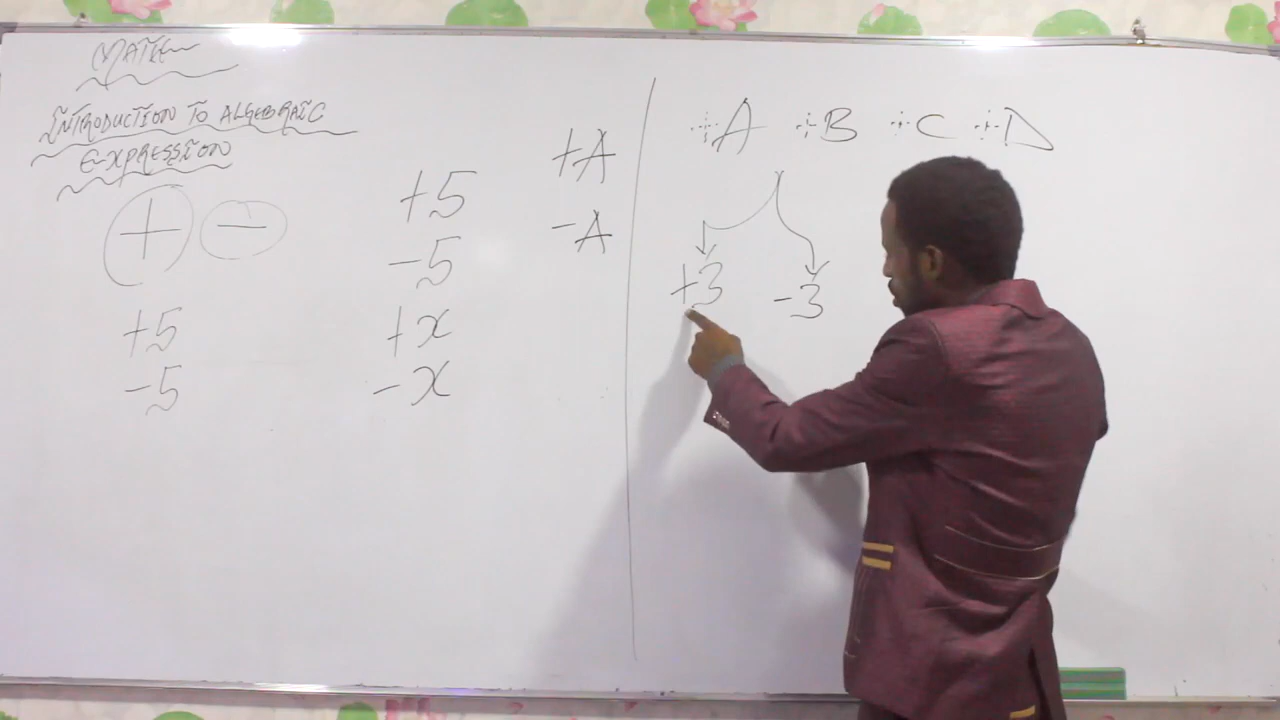 MATH
INTRODUCTION TO ALGEBRAIC
EXPRESSION
+ -
+5
-5
+5
-5
+x
-x
+A
-A
+A +B +C +D
+3 -3